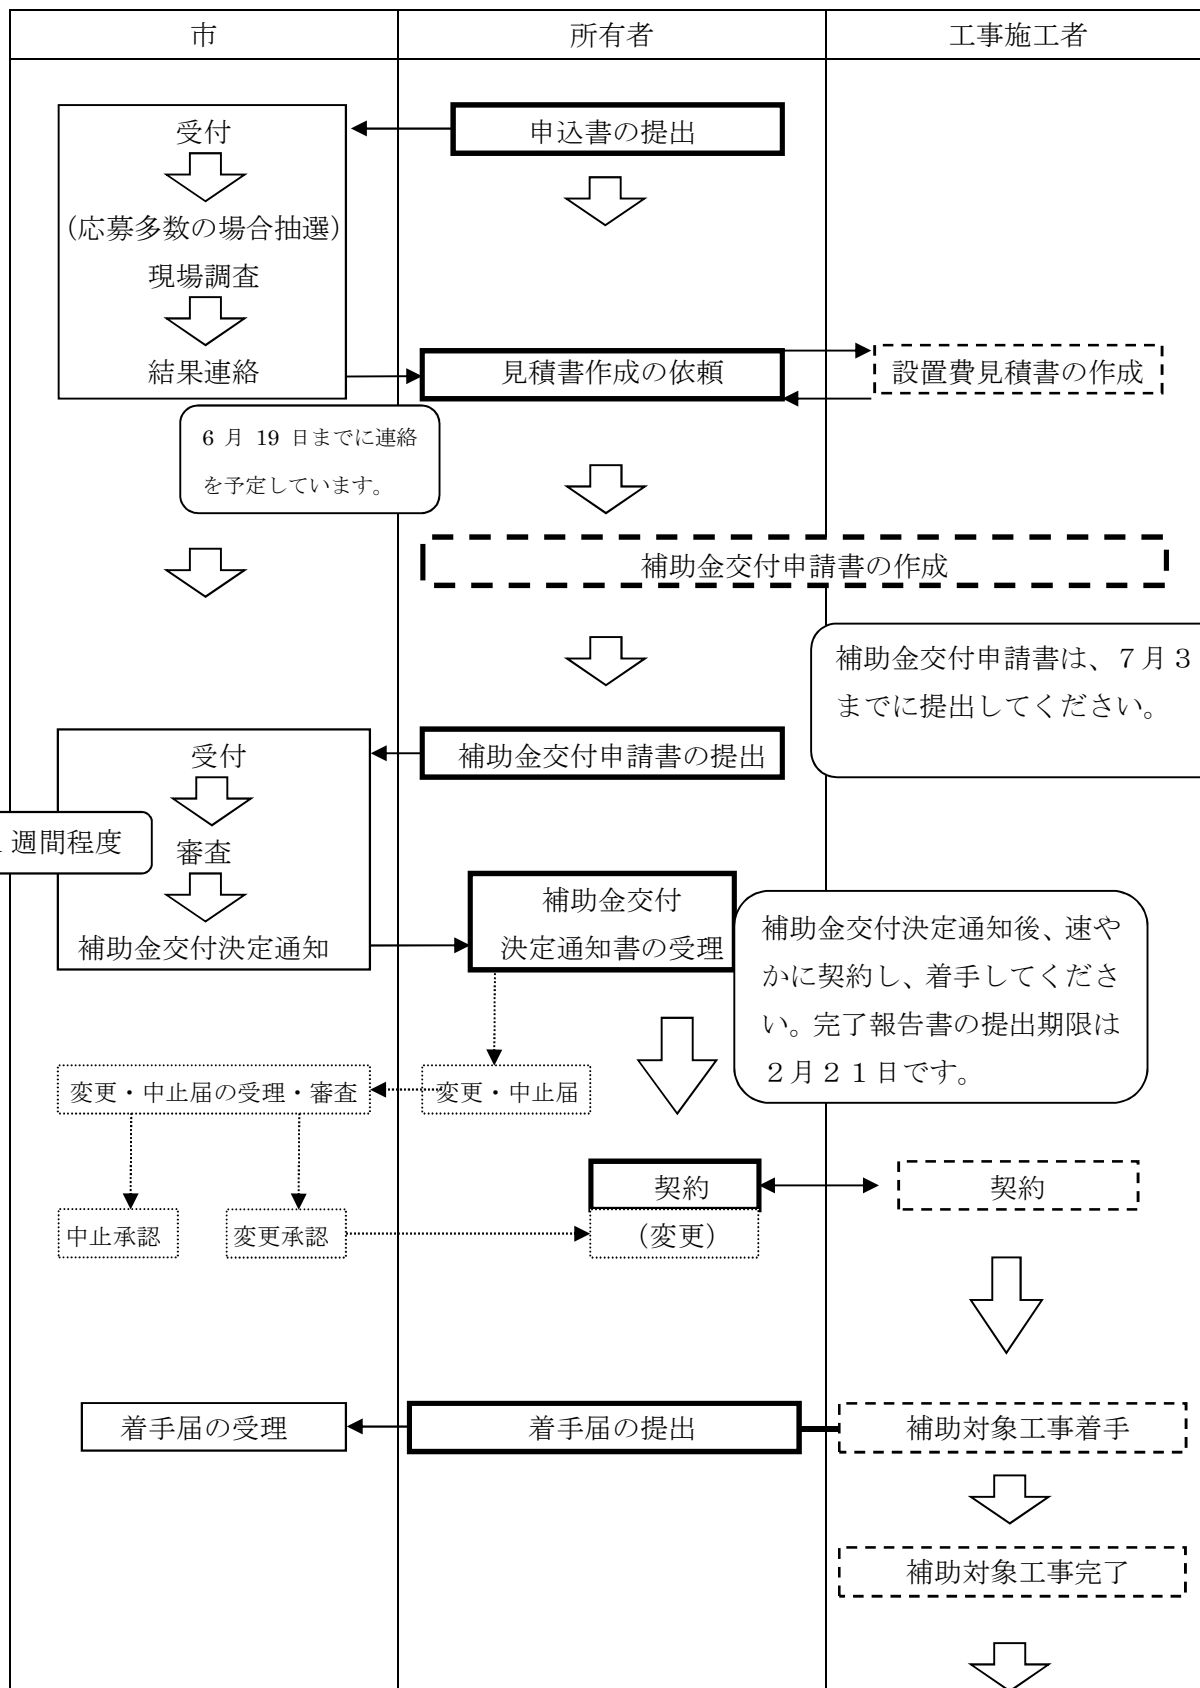 市
所有者
工事施工者
受付
申込書の提出
(応募多数の場合抽選)
現場調査
結果連絡
見積書作成の依頼
設置費見積書の作成
6 月 19 日までに連絡
を予定しています。
補助金交付申請書の作成
補助金交付申請書は、７月３
までに提出してください。
受付
補助金交付申請書の提出
週間程度
審査
補助金交付決定通知
補助金交付
決定通知書の受理
補助金交付決定通知後、速や
かに契約し、着手してくださ
い。完了報告書の提出期限は
２月２１日です。
変更・中止届の受理・審査
変更・中止届
契約
契約
中止承認
変更承認
（変更）
着手届の受理
着手届の提出
補助対象工事着手
補助対象工事完了